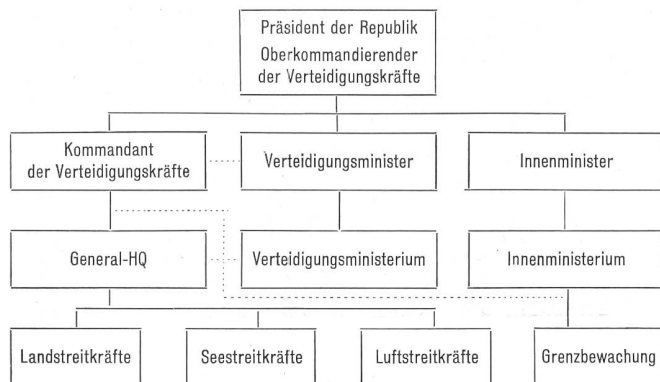 Präsident der Republik
Oberkommandierender
der Verteidigungskräfte
Kommandant
der Verteidigungskräfte
Verteidigungsminister
Innenminister
General-HQ
Verteidigungsministerium
Innenministerium
Landstreitkräfte
Seestreitkräfte
Luftstreitkräfte
Grenzbewachung